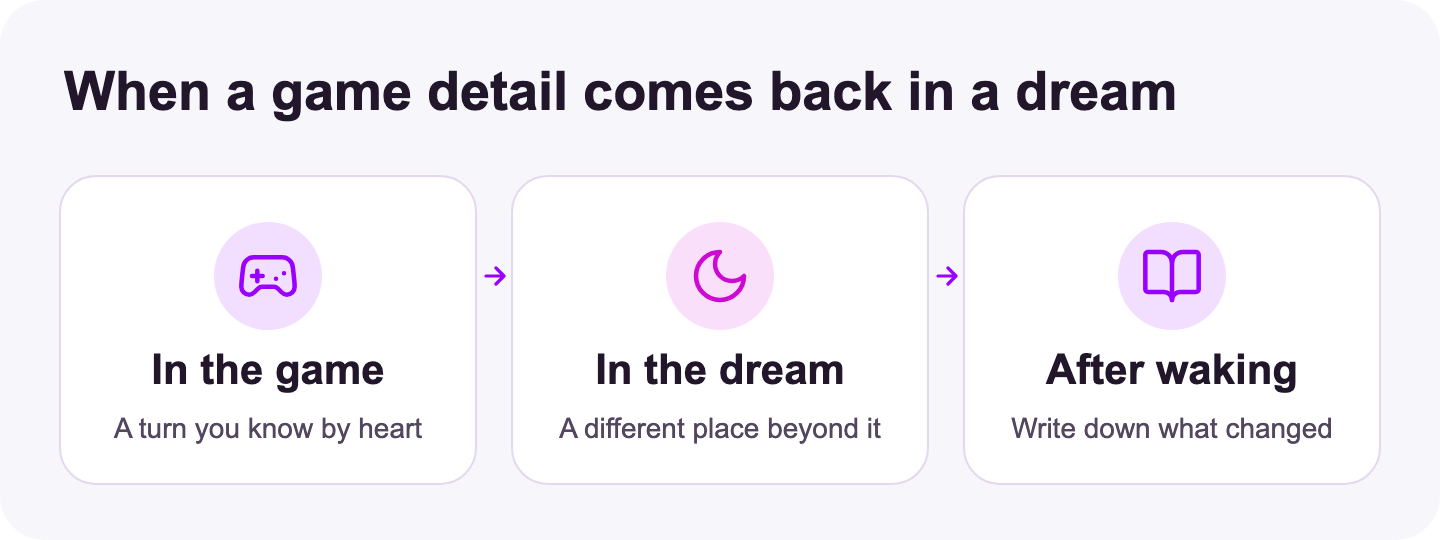 When a game detail comes back in a dream
In the game
A turn you know by heart
In the dream
A different place beyond it
After waking
Write down what changed